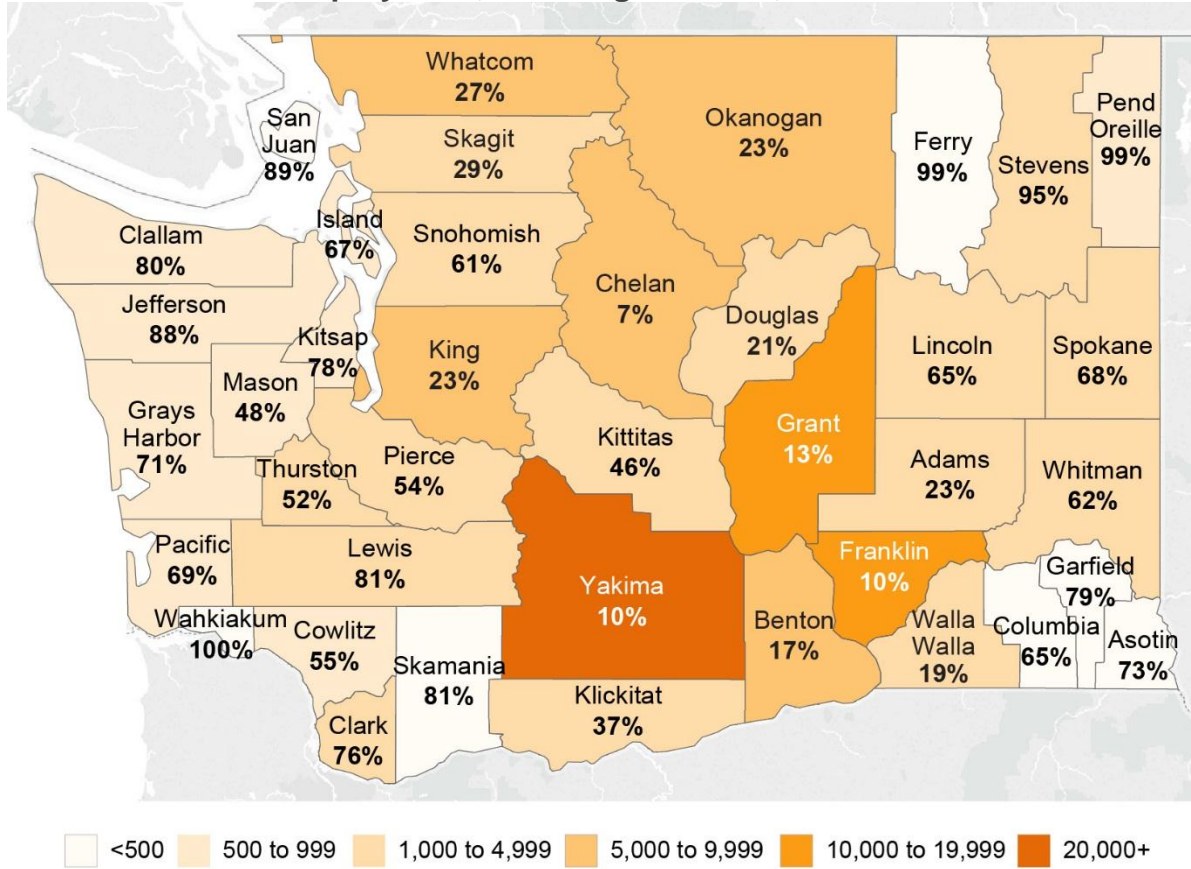 Whatcom
27%
San
Juan
89%
Skagit
29%
Okanogan
23%
Ferry
99%
Stevens
95%
Pend
Oreille
99%
Clallam
80%
Island
67%
Snohomish
61%
Chelan
7%
Douglas
21%
Jefferson
88%
Kitsap
78%
King
23%
Lincoln
65%
Spokane
68%
Mason
48%
Grays
Harbor
71%
Thurston
52%
Pierce
54%
Kittitas
46%
Grant
13%
Adams
23%
Whitman
62%
Pacific
69%
Lewis
81%
Yakima
10%
Franklin
10%
Garfield
79%
Wahkiakum
100%
Cowlitz
55%
Skamania
81%
Benton
17%
Walla
Walla
19%
Columbia
65%
Asotin
73%
Clark
76%
Klickitat
37%
<500 500 to 999 1,000 to 4,999 5,000 to 9,999 10,000 to 19,999 20,000+